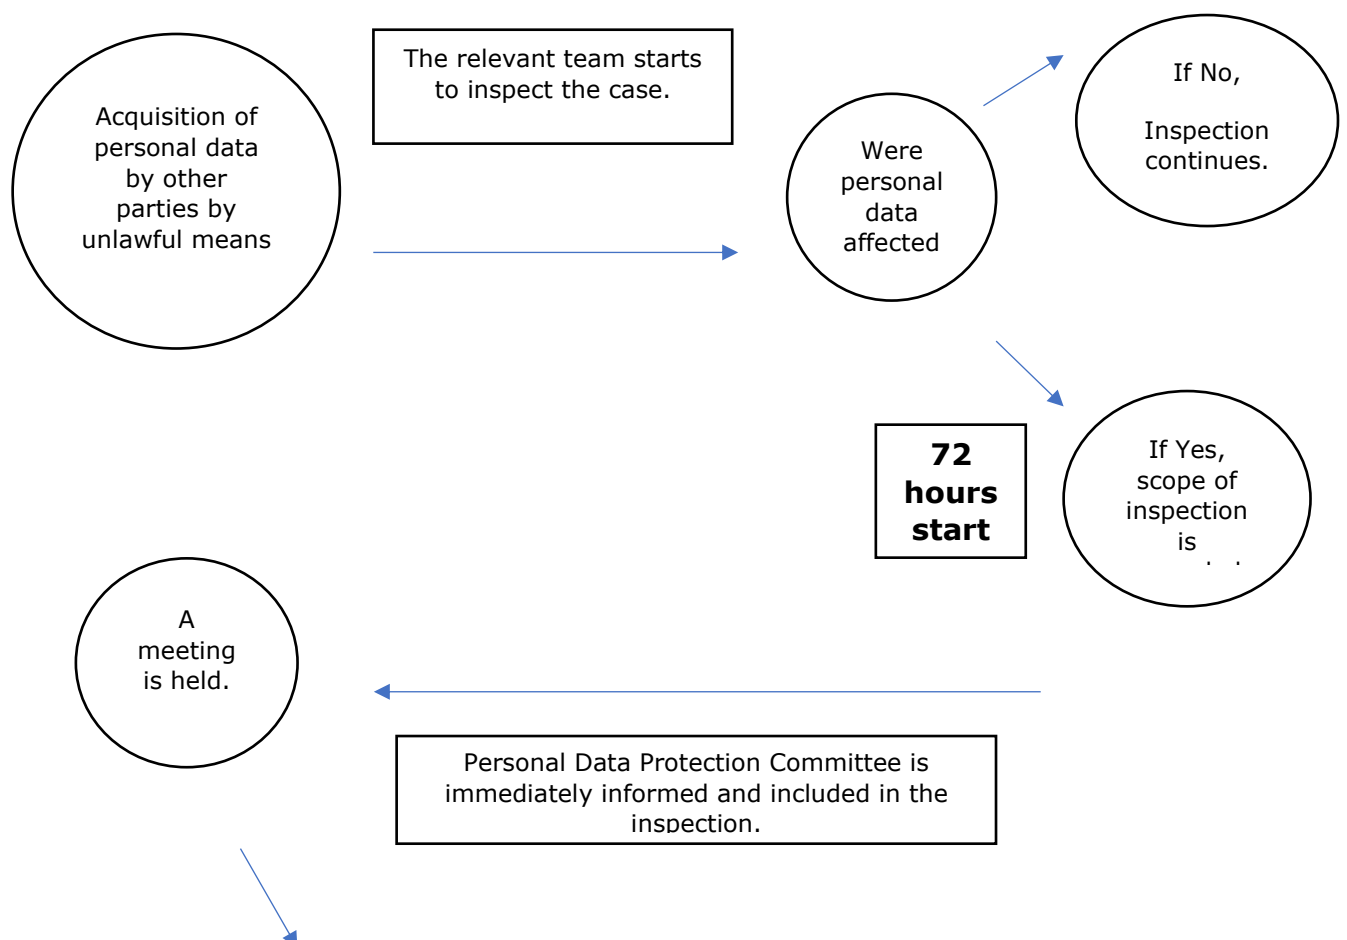 Acquisition of
personal data
by other
parties by
unlawful means
The relevant team starts
to inspect the case.
Were
personal
data
affected
If No,
Inspection
continues.
72
hours
start
If Yes,
scope of
inspection
is
A
meeting
is held.
Personal Data Protection Committee is
immediately informed and included in the
inspection.